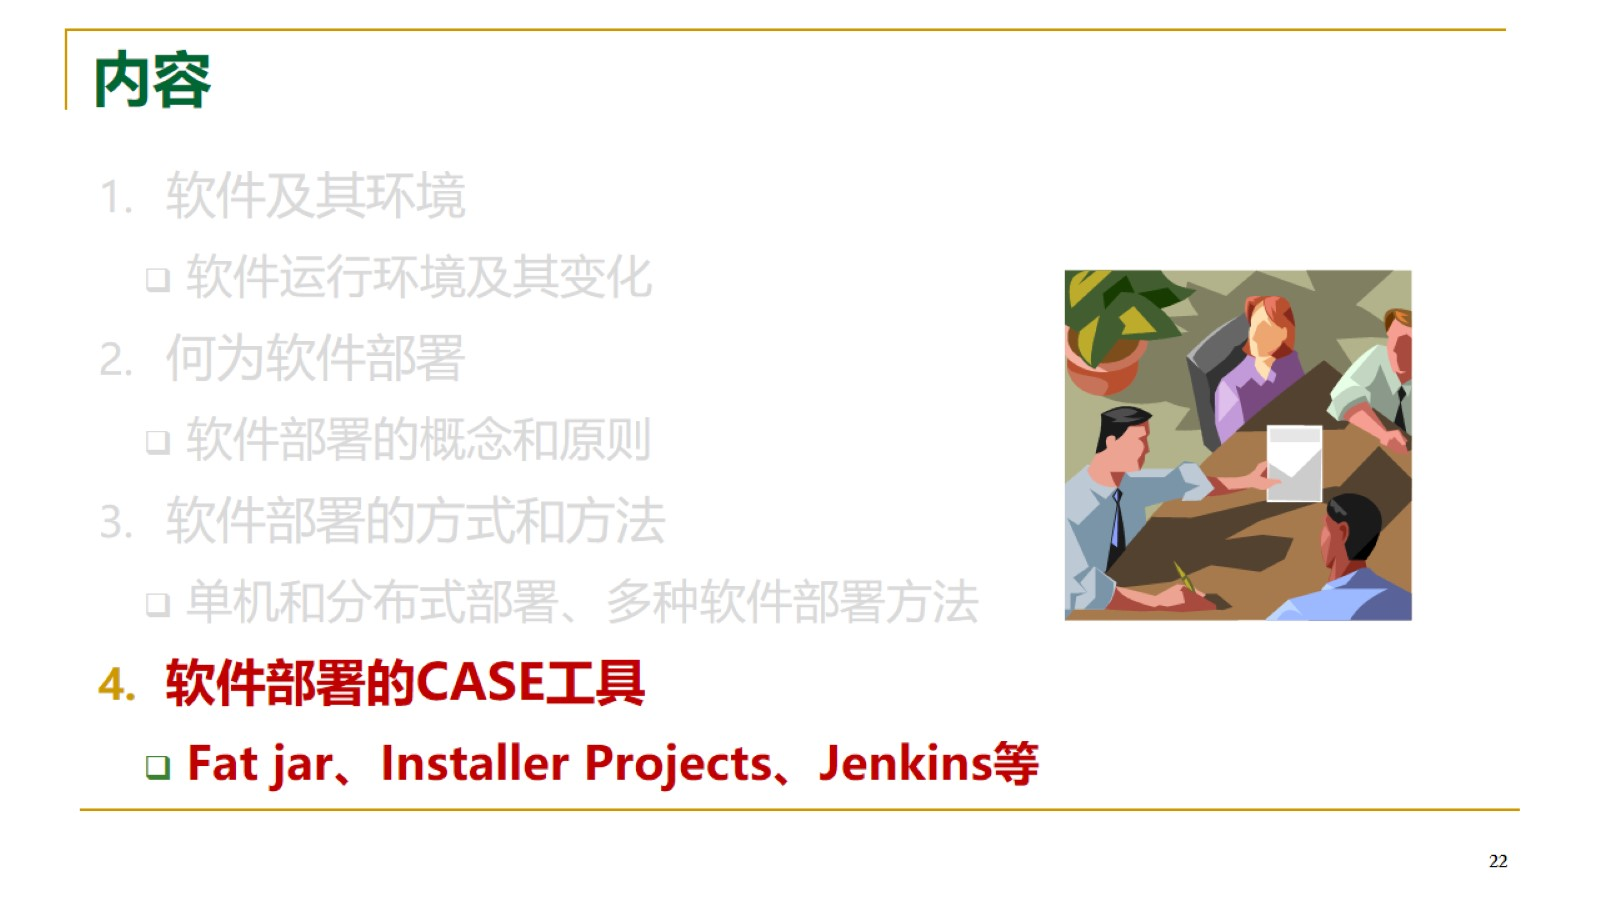 内容
1. 软件及其环境
❑ 软件运行环境及其变化
2. 何为软件部署
❑ 软件部署的概念和原则
3. 软件部署的方式和方法
❑ 单机和分布式部署、多种软件部署方法
4. 软件部署的CASE工具
❑ Fat jar、Installer Projects、Jenkins等
22